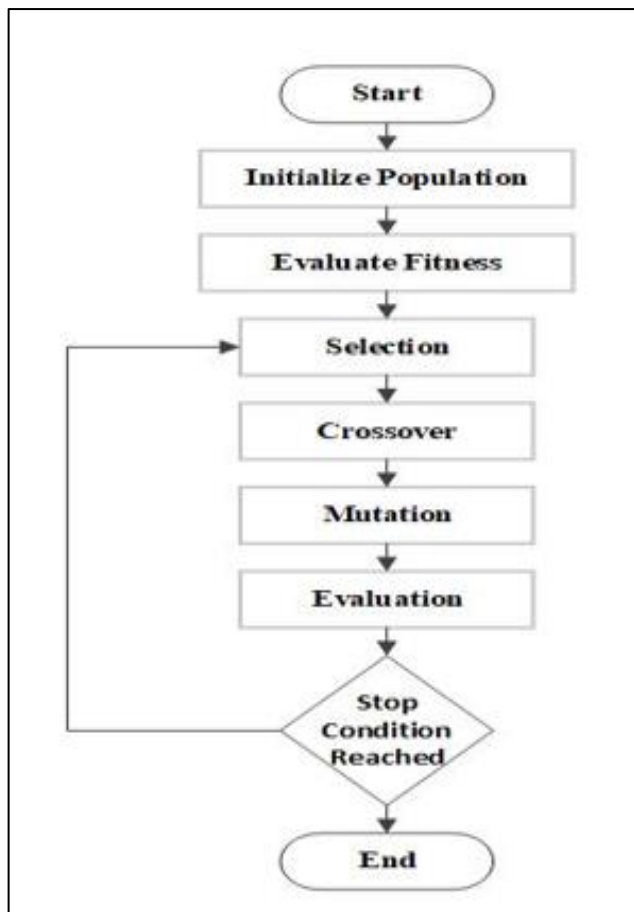 Start
Initialize Population
Evaluate Fitness
Selection
Crossover
Mutation
Evaluation
Stop
Condition
Reached
End